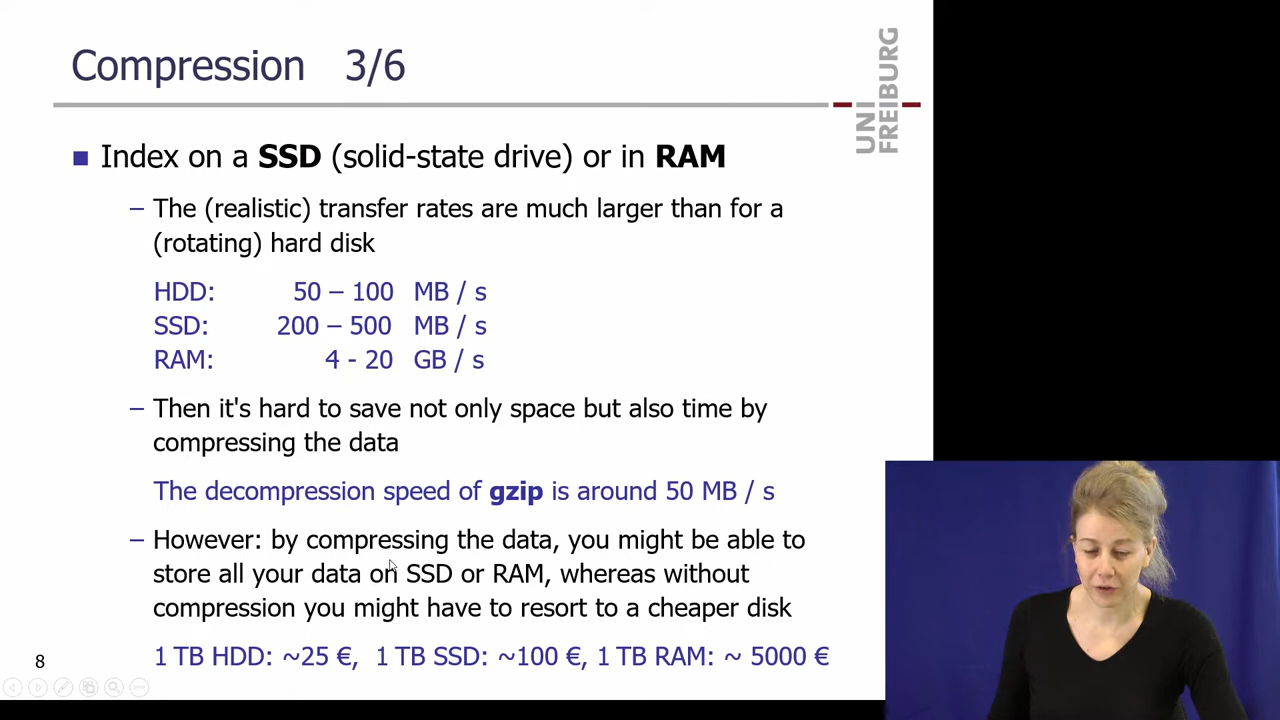 Compression 3/6
UNI
FREIBURG
■ Index on a SSD (solid-state drive) or in RAM
– The (realistic) transfer rates are much larger than for a
(rotating) hard disk
HDD: 50 – 100 MB / s
SSD: 200 – 500 MB / s
RAM: 4 - 20 GB / s
– Then it's hard to save not only space but also time by
compressing the data
The decompression speed of gzip is around 50 MB / s
– However: by compressing the data, you might be able to
store all your data on SSD or RAM, whereas without
compression you might have to resort to a cheaper disk
1 TB HDD: ~25 €, 1 TB SSD: ~100 €, 1 TB RAM: ~ 5000 €
8